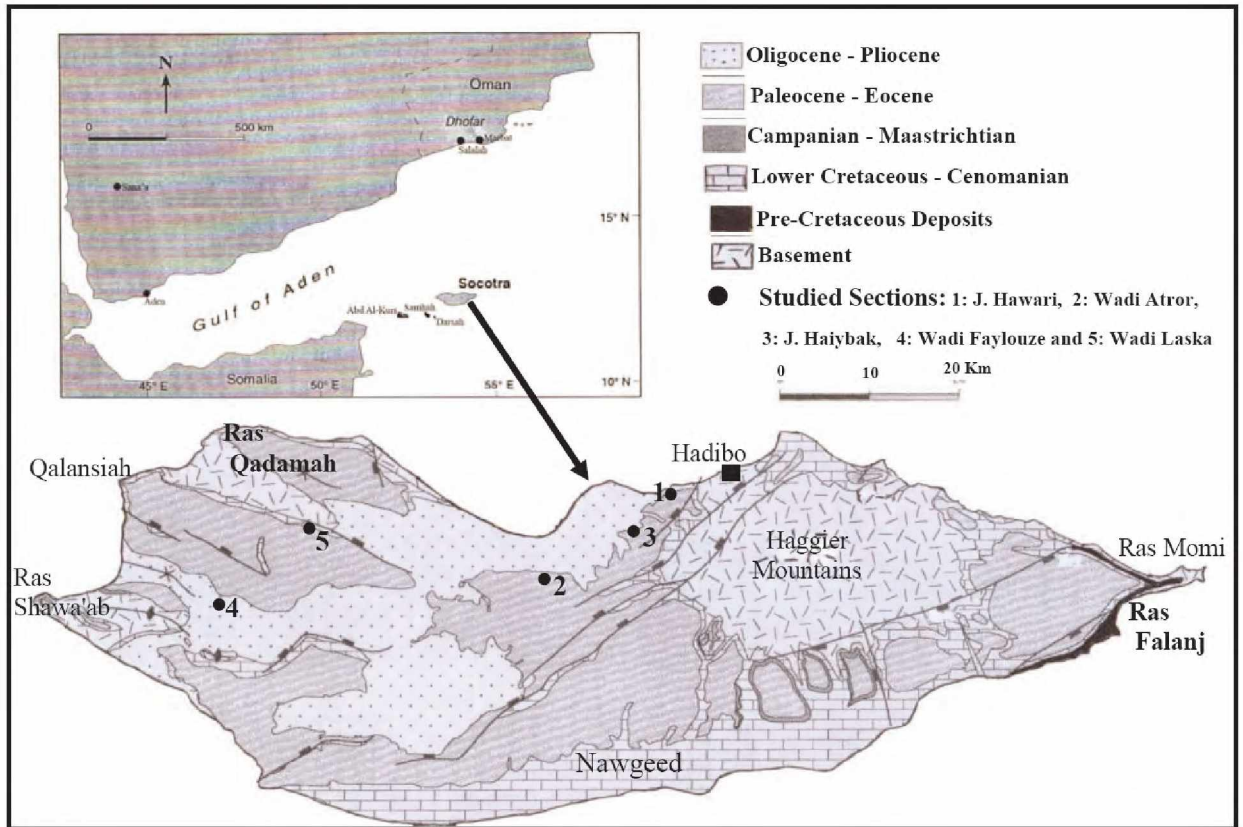 N
0 500 km
Oman
Dhofar
Marbat
Salalah
Sana'a
15° N
Aden
Gulf of Aden
Socotra
Abd Al-Kuri
Samhah
Darsah
Somalia
45° E 50° E 55° E 10° N
Oligocene - Pliocene
Paleocene - Eocene
Campanian - Maastrichtian
Lower Cretaceous - Cenomanian
Pre-Cretaceous Deposits
Basement
Studied Sections: 1: J. Hawari, 2: Wadi Atror,
3: J. Haiybak, 4: Wadi Faylouze and 5: Wadi Laska
0 10 20 Km
Ras
Qadamah
Qalansiah
Hadibo
1
5
3
Haggier
Mountains
Ras Momi
2
Ras
Shawa'ab
4
Ras
Falanj
Nawgeed